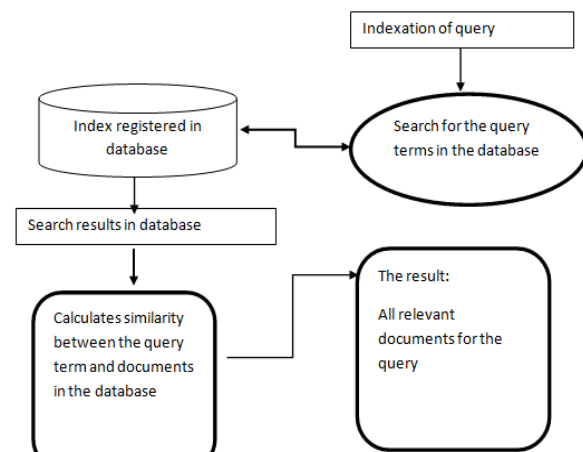 Indexation of query
Index registered in
database
Search for the query
terms in the database
Search results in database
Calculates similarity
between the query
term and documents
in the database
The result:
All relevant
documents for the
query